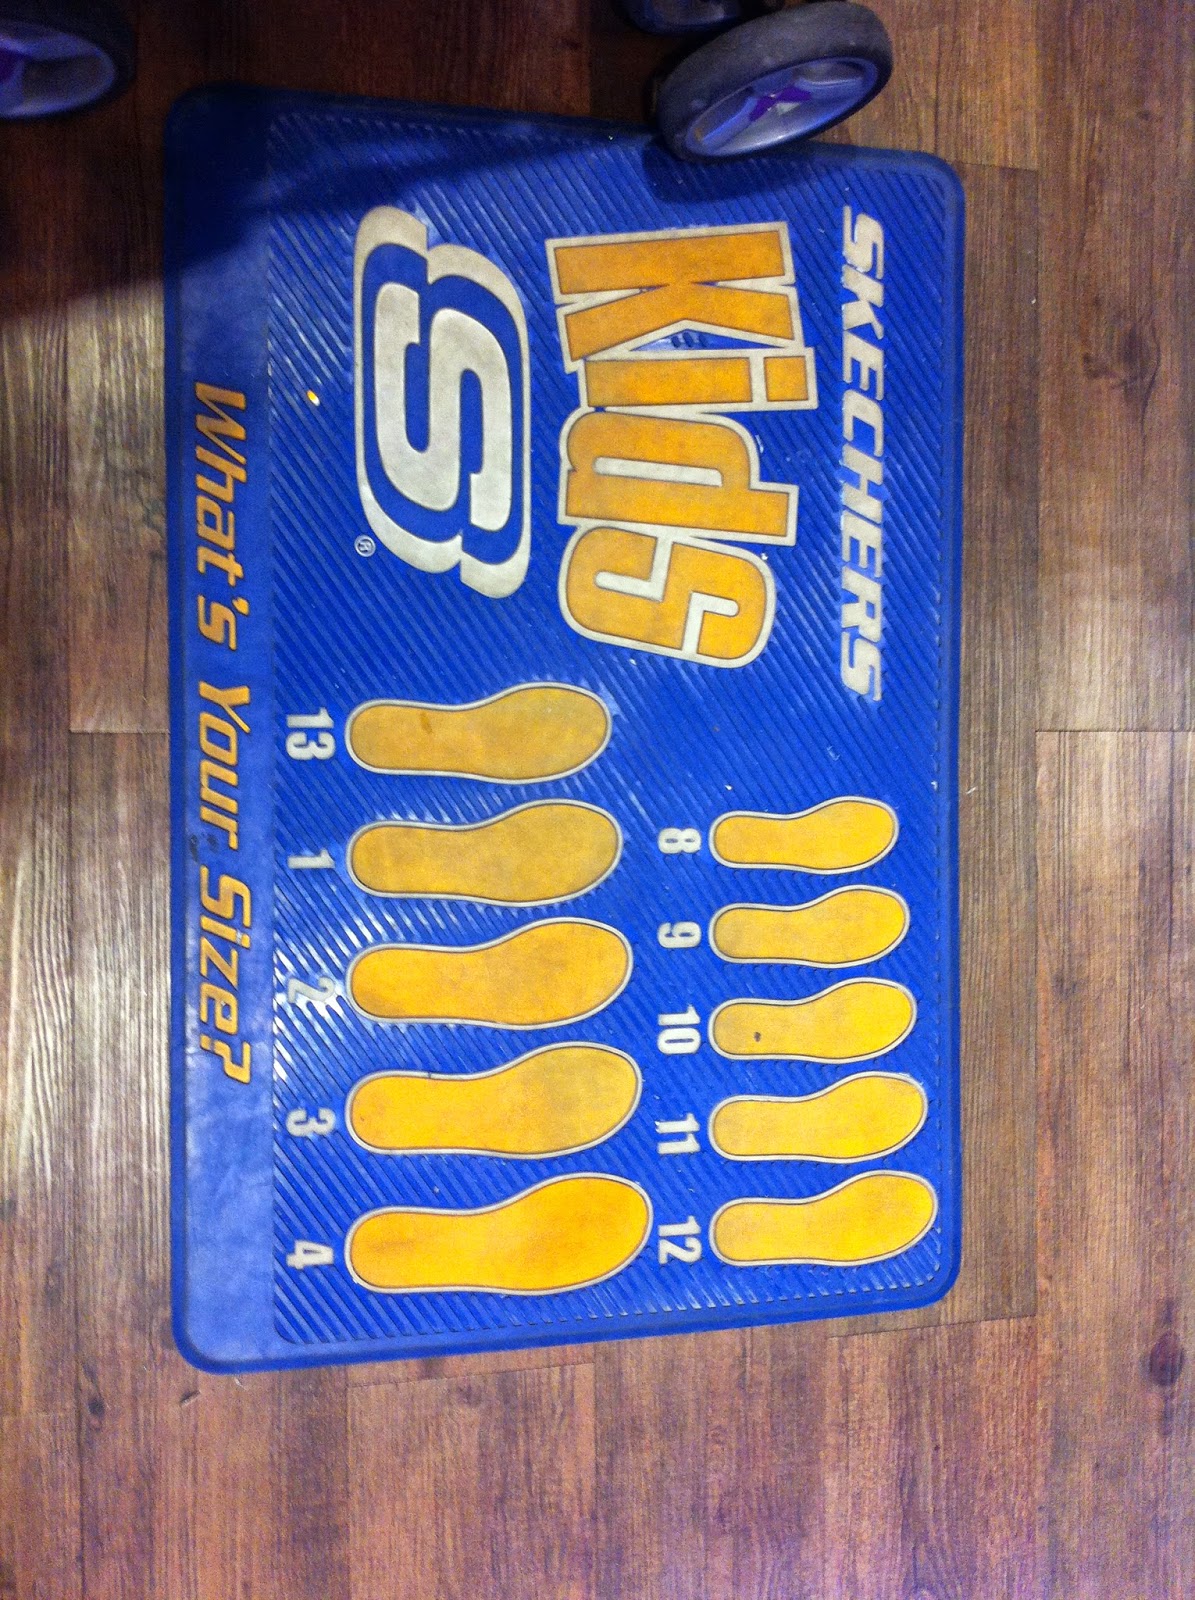 SKECHERS
Kids
S
®
8 9 10 11 12
13 1 2 3 4
What's Your Size?